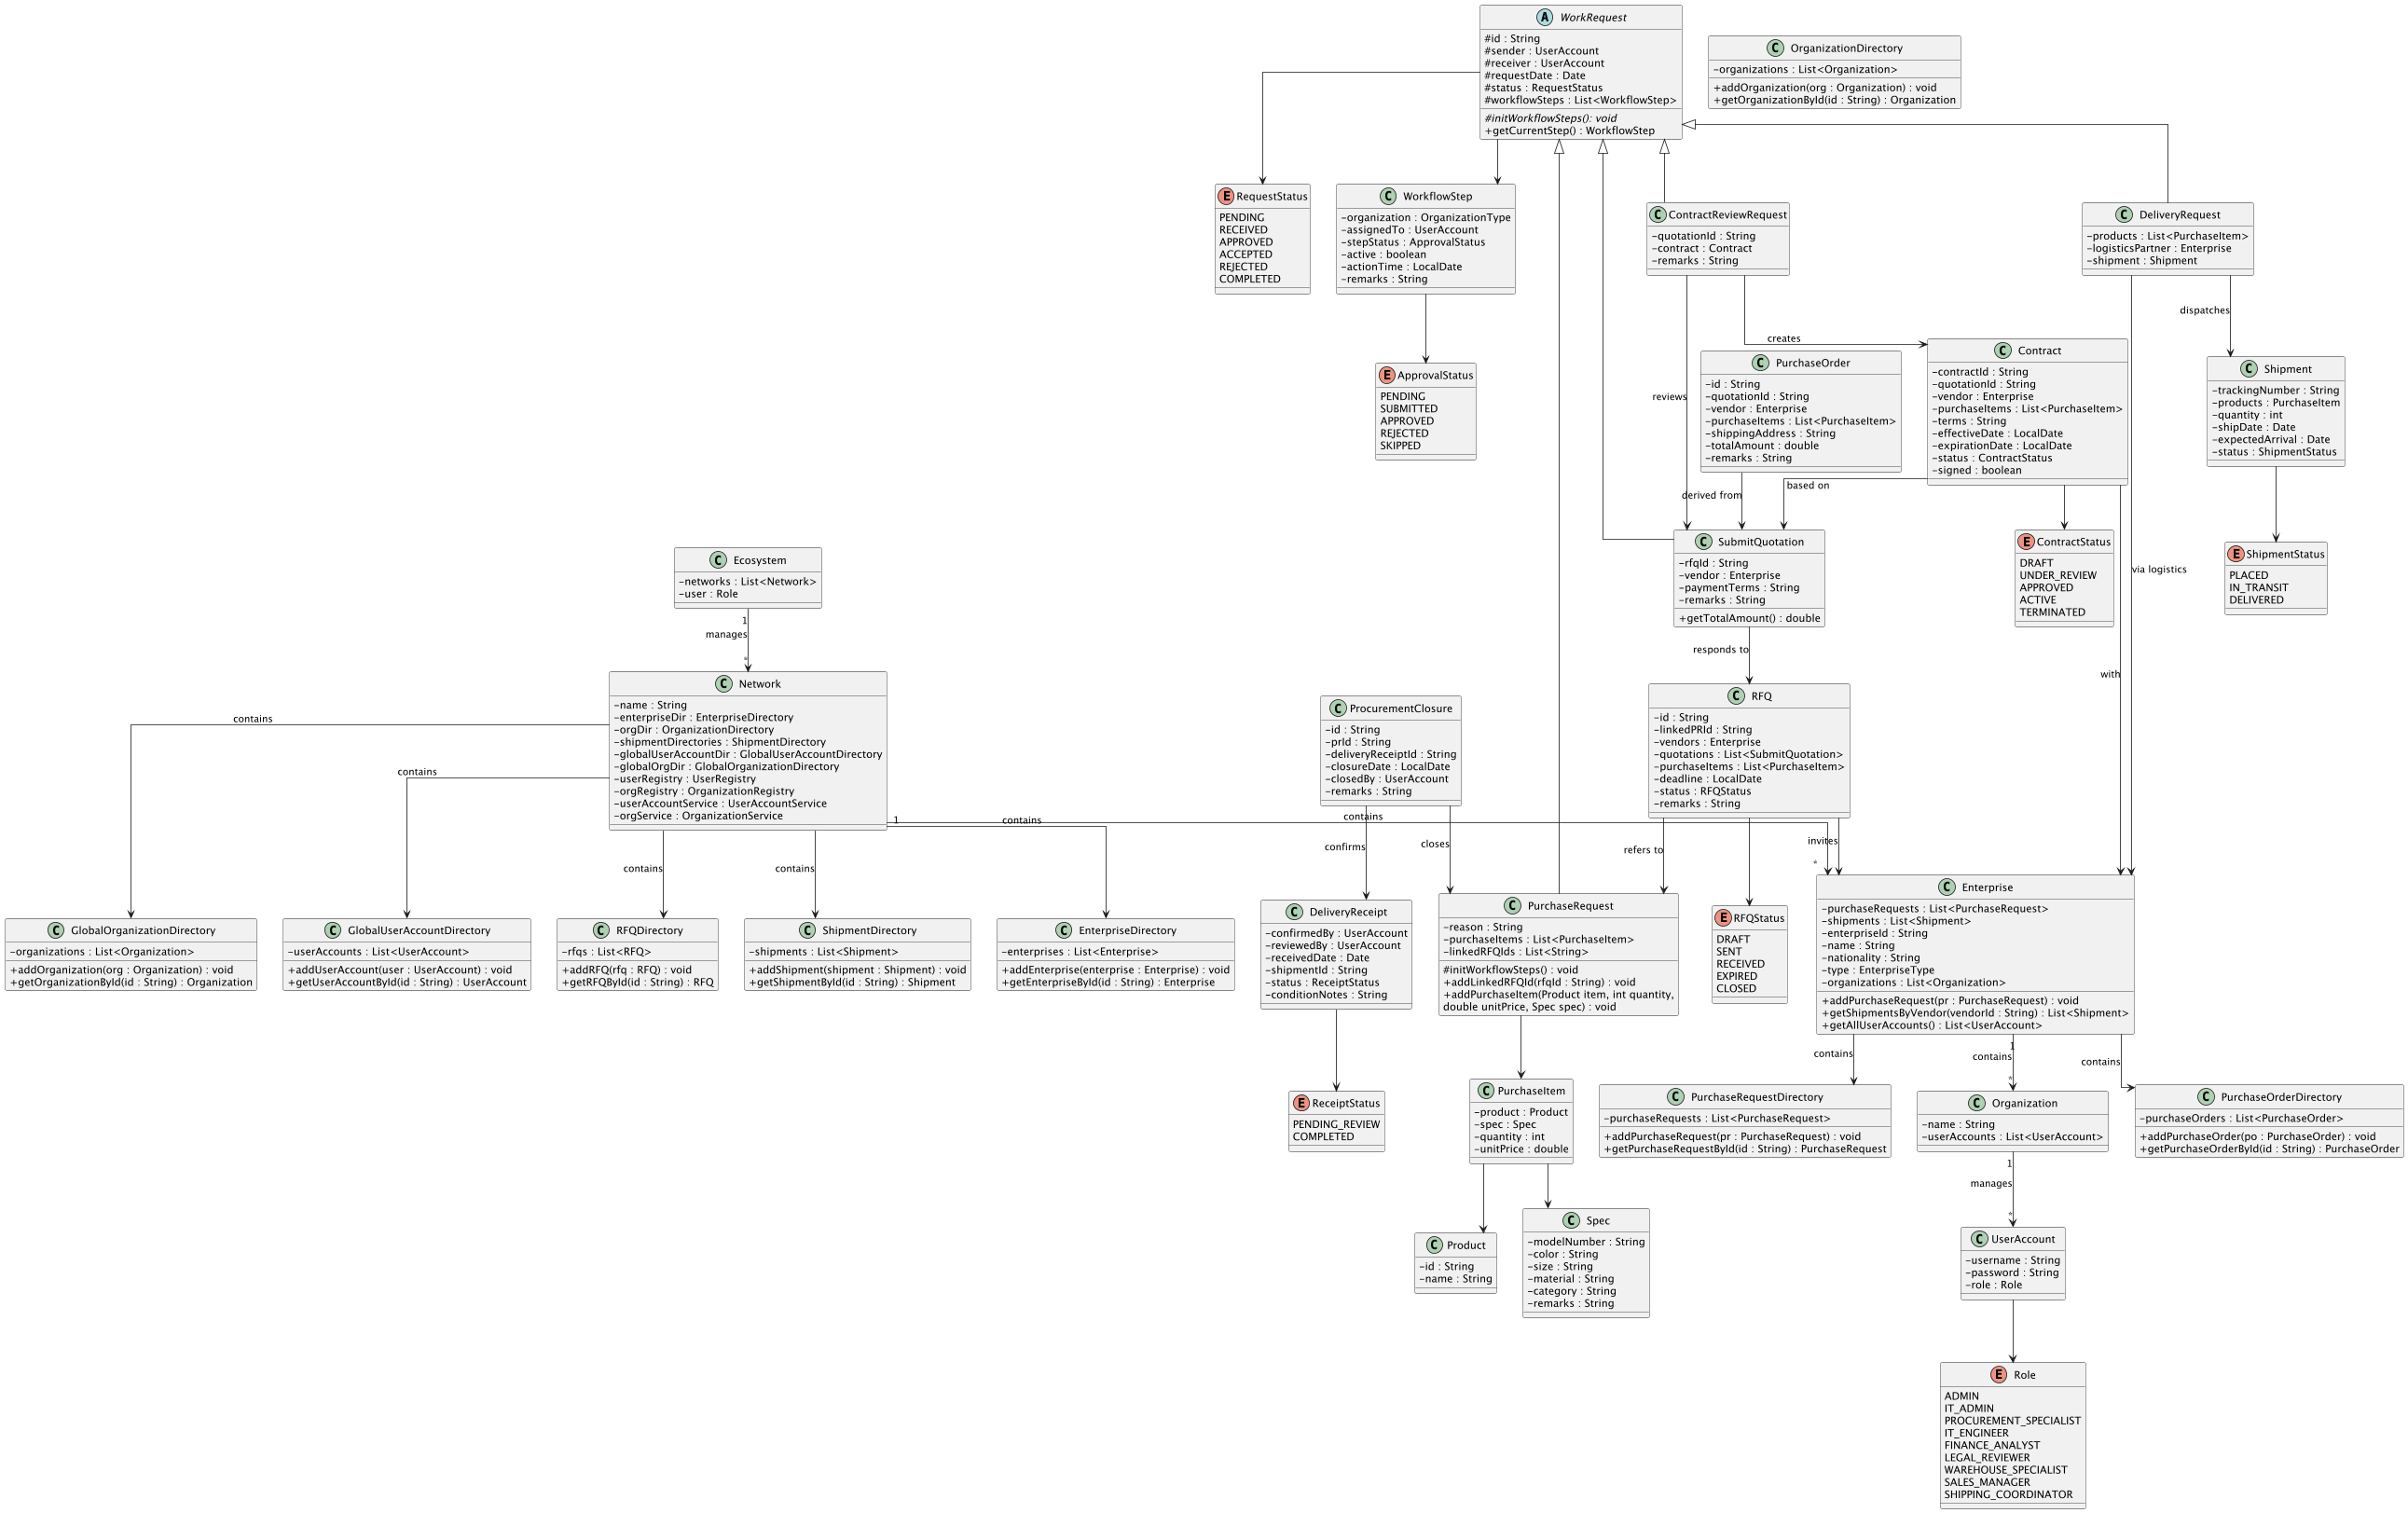 A WorkRequest
#id : String
#sender : UserAccount
#receiver : UserAccount
#requestDate : Date
#status : RequestStatus
#workflowSteps : List<WorkflowStep>
#initWorkflowSteps(): void
+getCurrentStep() : WorkflowStep
C OrganizationDirectory
-organizations : List<Organization>
+addOrganization(org : Organization) : void
+getOrganizationById(id : String) : Organization
E RequestStatus
PENDING
RECEIVED
APPROVED
ACCEPTED
REJECTED
COMPLETED
C WorkflowStep
-organization : OrganizationType
-assignedTo : UserAccount
-stepStatus : ApprovalStatus
-active : boolean
-actionTime : LocalDate
-remarks : String
C ContractReviewRequest
-quotationId : String
-contract : Contract
-remarks : String
C DeliveryRequest
-products : List<PurchaseItem>
-logisticsPartner : Enterprise
-shipment : Shipment
dispatches
creates
reviews
E ApprovalStatus
PENDING
SUBMITTED
APPROVED
REJECTED
SKIPPED
C PurchaseOrder
-id : String
-quotationId : String
-vendor : Enterprise
-purchaseItems : List<PurchaseItem>
-shippingAddress : String
-totalAmount : double
-remarks : String
C Contract
-contractId : String
-quotationId : String
-vendor : Enterprise
-purchaseItems : List<PurchaseItem>
-terms : String
-effectiveDate : LocalDate
-expirationDate : LocalDate
-status : ContractStatus
-signed : boolean
C Shipment
-trackingNumber : String
-products : PurchaseItem
-quantity : int
-shipDate : Date
-expectedArrival : Date
-status : ShipmentStatus
derived from
based on
C SubmitQuotation
-rfqId : String
-vendor : Enterprise
-paymentTerms : String
-remarks : String
+getTotalAmount() : double
E ContractStatus
DRAFT
UNDER_REVIEW
APPROVED
ACTIVE
TERMINATED
via logistics
E ShipmentStatus
PLACED
IN_TRANSIT
DELIVERED
C Ecosystem
-networks : List<Network>
-user : Role
1
manages
*
responds to
with
C Network
-name : String
-enterpriseDir : EnterpriseDirectory
-orgDir : OrganizationDirectory
-shipmentDirectories : ShipmentDirectory
-globalUserAccountDir : GlobalUserAccountDirectory
-globalOrgDir : GlobalOrganizationDirectory
-userRegistry : UserRegistry
-orgRegistry : OrganizationRegistry
-userAccountService : UserAccountService
-orgService : OrganizationService
C ProcurementClosure
-id : String
-prId : String
-deliveryReceiptId : String
-closureDate : LocalDate
-closedBy : UserAccount
-remarks : String
C RFQ
-id : String
-linkedPRId : String
-vendors : Enterprise
-quotations : List<SubmitQuotation>
-purchaseItems : List<PurchaseItem>
-deadline : LocalDate
-status : RFQStatus
-remarks : String
contains
contains
contains
contains
1
contains
contains
*
confirms
closes
refers to
invites
C GlobalOrganizationDirectory
-organizations : List<Organization>
+addOrganization(org : Organization) : void
+getOrganizationById(id : String) : Organization
C GlobalUserAccountDirectory
-userAccounts : List<UserAccount>
+addUserAccount(user : UserAccount) : void
+getUserAccountById(id : String) : UserAccount
C RFQDirectory
-rfqs : List<RFQ>
+addRFQ(rfq : RFQ) : void
+getRFQById(id : String) : RFQ
C ShipmentDirectory
-shipments : List<Shipment>
+addShipment(shipment : Shipment) : void
+getShipmentById(id : String) : Shipment
C EnterpriseDirectory
-enterprises : List<Enterprise>
+addEnterprise(enterprise : Enterprise) : void
+getEnterpriseById(id : String) : Enterprise
C DeliveryReceipt
-confirmedBy : UserAccount
-reviewedBy : UserAccount
-receivedDate : Date
-shipmentId : String
-status : ReceiptStatus
-conditionNotes : String
C PurchaseRequest
-reason : String
-purchaseItems : List<PurchaseItem>
-linkedRFQIds : List<String>
#initWorkflowSteps() : void
+addLinkedRFQId(rfqId : String) : void
+addPurchaseItem(Product item, int quantity,
double unitPrice, Spec spec) : void
E RFQStatus
DRAFT
SENT
RECEIVED
EXPIRED
CLOSED
C Enterprise
-purchaseRequests : List<PurchaseRequest>
-shipments : List<Shipment>
-enterpriseId : String
-name : String
-nationality : String
-type : EnterpriseType
-organizations : List<Organization>
+addPurchaseRequest(pr : PurchaseRequest) : void
+getShipmentsByVendor(vendorId : String) : List<Shipment>
+getAllUserAccounts() : List<UserAccount>
contains
1
contains
*
contains
E ReceiptStatus
PENDING_REVIEW
COMPLETED
C PurchaseItem
-product : Product
-spec : Spec
-quantity : int
-unitPrice : double
C PurchaseRequestDirectory
-purchaseRequests : List<PurchaseRequest>
+addPurchaseRequest(pr : PurchaseRequest) : void
+getPurchaseRequestById(id : String) : PurchaseRequest
C Organization
-name : String
-userAccounts : List<UserAccount>
C PurchaseOrderDirectory
-purchaseOrders : List<PurchaseOrder>
+addPurchaseOrder(po : PurchaseOrder) : void
+getPurchaseOrderById(id : String) : PurchaseOrder
1
manages
*
C Product
-id : String
-name : String
C Spec
-modelNumber : String
-color : String
-size : String
-material : String
-category : String
-remarks : String
C UserAccount
-username : String
-password : String
-role : Role
E Role
ADMIN
IT_ADMIN
PROCUREMENT_SPECIALIST
IT_ENGINEER
FINANCE_ANALYST
LEGAL_REVIEWER
WAREHOUSE_SPECIALIST
SALES_MANAGER
SHIPPING_COORDINATOR